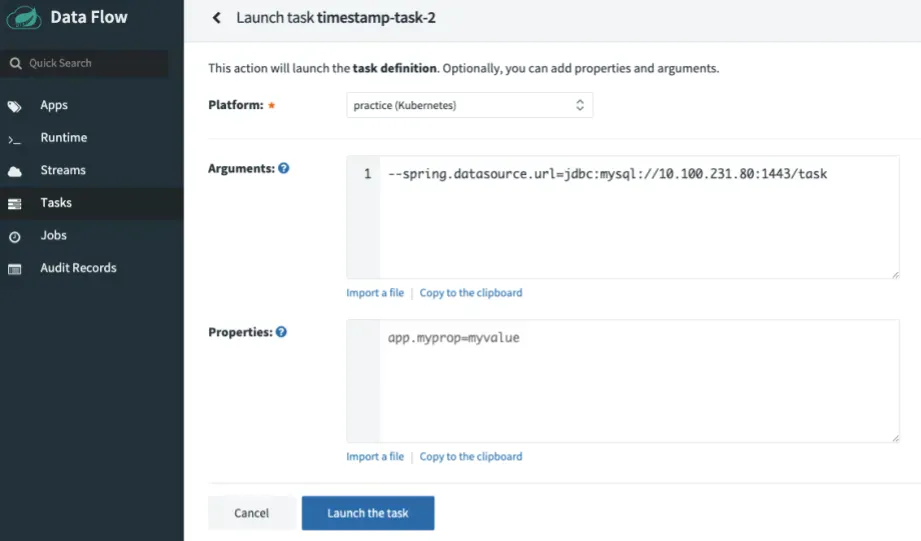 Data Flow
Launch task timestamp-task-2
Quick Search
This action will launch the task definition. Optionally, you can add properties and arguments.
Apps
Platform: * practice (Kubernetes)
Runtime
Streams
Arguments: ? 1 --spring.datasource.url=jdbc:mysql://10.100.231.80:1443/task
Tasks
Jobs
Audit Records
Import a file | Copy to the clipboard
Properties: ? app.myprop=myvalue
Import a file | Copy to the clipboard
Cancel Launch the task